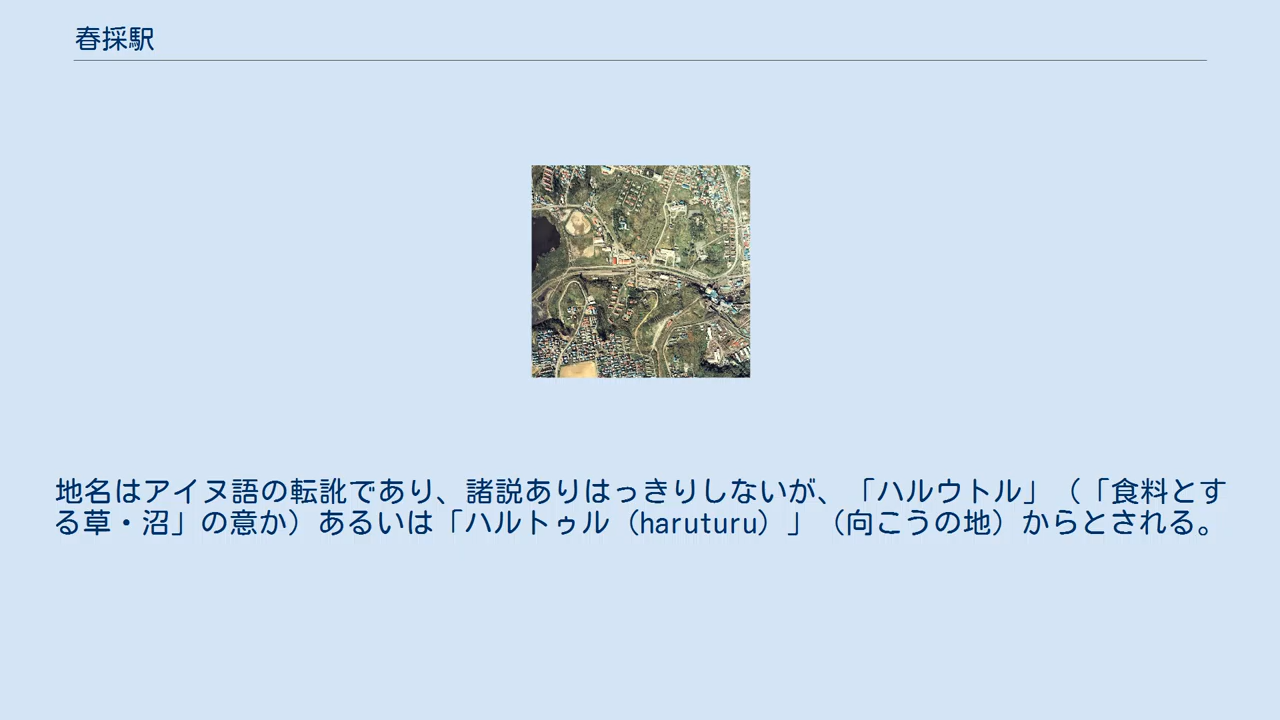 春採駅
地名はアイヌ語の転訛であり、諸説ありはっきりしないが、「ハルウトル」（「食料とす
る草・沼」の意か）あるいは「ハルトゥル（haruturu）」（向こうの地）からとされる。